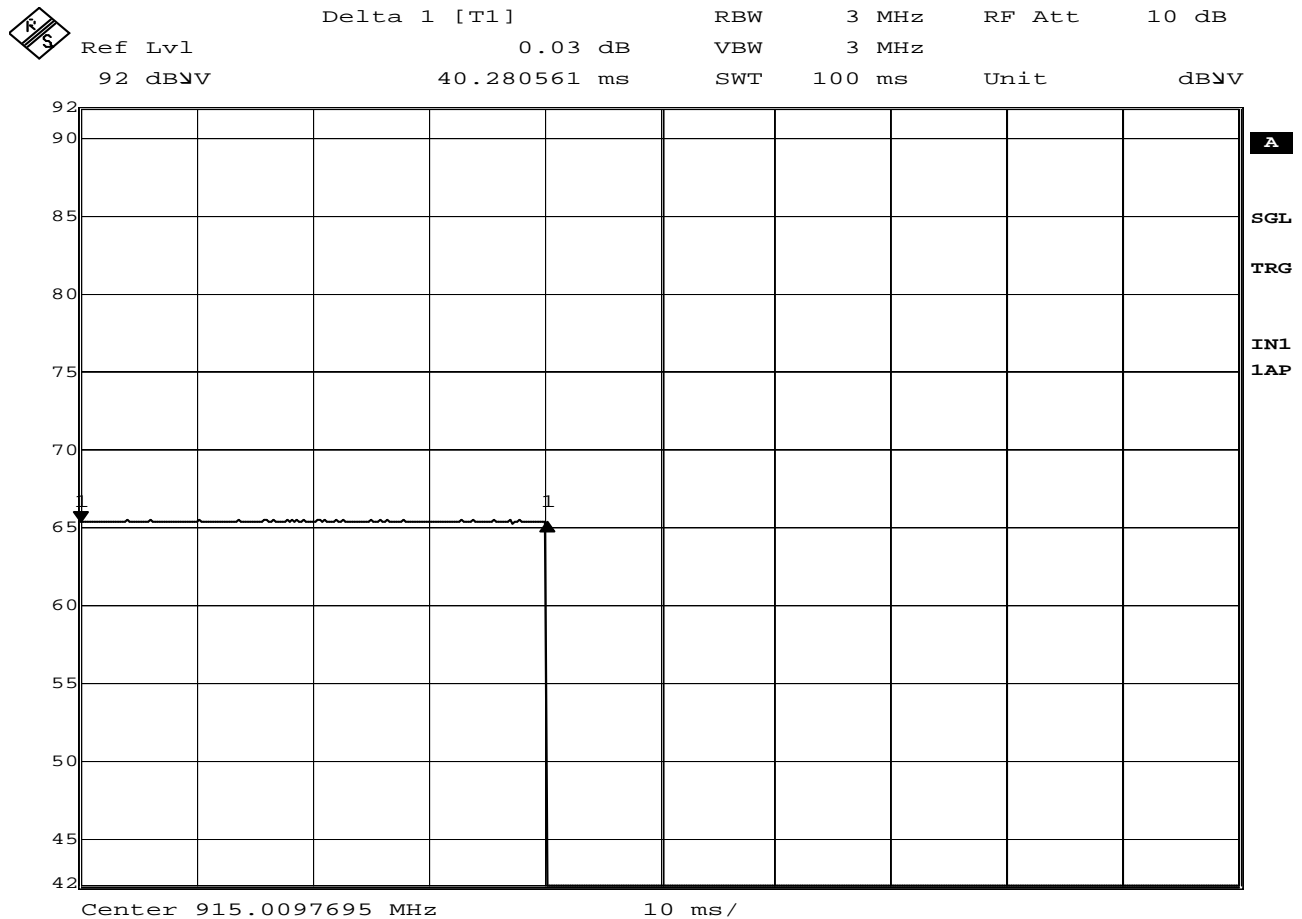 R S
Delta 1 [T1] RBW 3 MHz RF Att 10 dB
Ref Lvl 0.03 dB VBW 3 MHz
92 dB
40.280561 ms SWT 100 ms Unit dB
92
90
A
85
SGL
TRG
80
IN1
75
1AP
70
1 1
65
60
55
50
45
42
Center 915.0097695 MHz 10 ms/